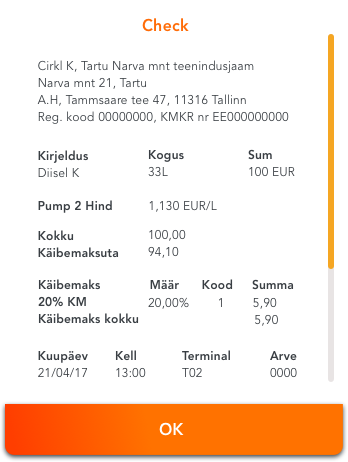 Check
Cirkl K, Tartu Narva mnt teenindusjaam
Narva mnt 21, Tartu
A.H, Tammsaare tee 47, 11316 Tallinn
Reg. kood 00000000, KMKR nr EE000000000
Kirjeldus Kogus Sum
Diisel K 33L 100 EUR
Pump 2 Hind 1,130 EUR/L
Kokku 100,00
Käibemaksuta 94,10
Käibemaks Määr Kood Summa
20% KM 20,00% 1 5,90
Käibemaks kokku 5,90
Kuupäev Kell Terminal Arve
21/04/17 13:00 T02 0000
OK